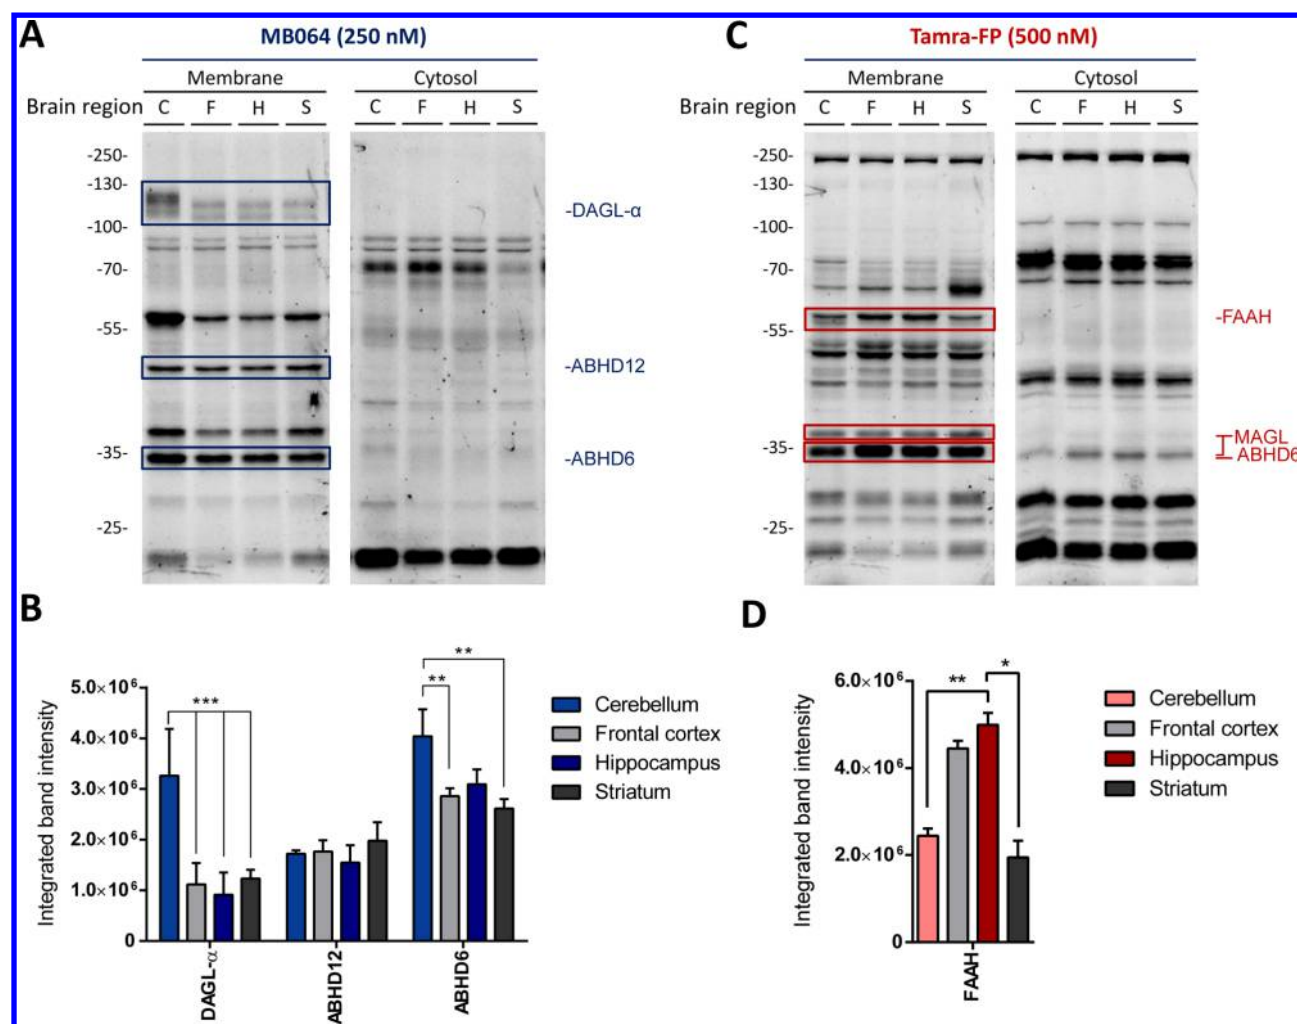 A
MB064 (250 nM)
Membrane Cytosol
Brain region C F H S C F H S
-250-
-130-
-100-
-70-
-55-
-35-
-25-
-DAGL-α
-ABHD12
-ABHD6
C
Tamra-FP (500 nM)
Membrane Cytosol
Brain region C F H S C F H S
-250-
-130-
-100-
-70-
-55-
-35-
-25-
-FAAH
MAGL
ABHD6
B
Integrated band intensity
5.0×10⁶
4.0×10⁶
3.0×10⁶
2.0×10⁶
1.0×10⁶
0
***
**
**
DAGL-α
ABHD12
ABHD6
Cerebellum
Frontal cortex
Hippocampus
Striatum
D
Integrated band intensity
6.0×10⁶
4.0×10⁶
2.0×10⁶
0
**
*
FAAH
Cerebellum
Frontal cortex
Hippocampus
Striatum